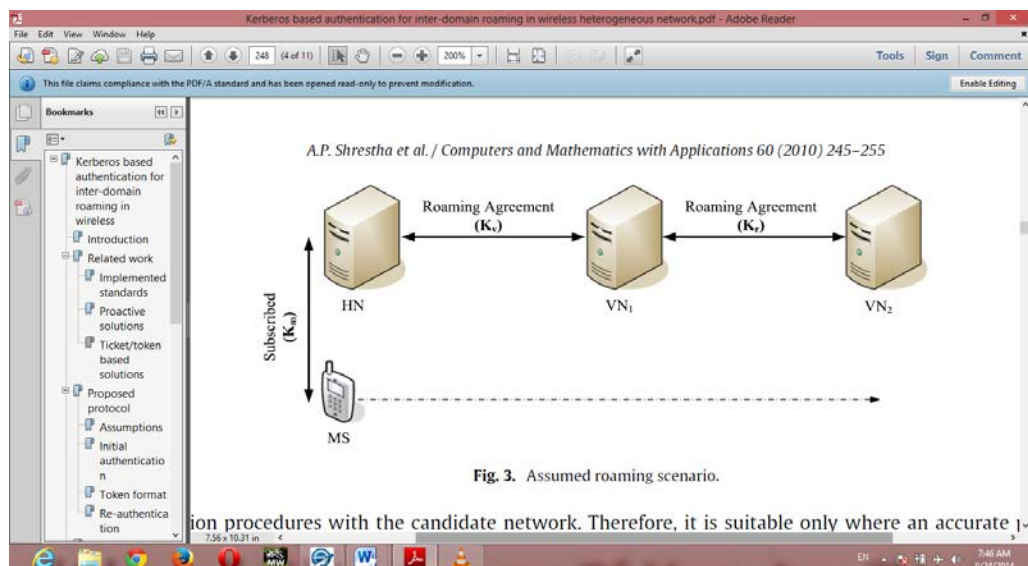 Kerberos based authentication for inter-domain roaming in wireless heterogeneous network.pdf - Adobe Reader
File Edit View Window Help
248 (4 of 11) 200% Tools Sign Comment
This file claims compliance with the PDF/A standard and has been opened read-only to prevent modification. Enable Editing
Bookmarks
Kerberos based
authentication for
inter-domain
roaming in
wireless
Introduction
Related work
Implemented
standards
Proactive
solutions
Ticket/token
based
solutions
Proposed
protocol
Assumptions
Initial
authenticatio
n
Token format
Re-authentica
tion
A.P. Shrestha et al. / Computers and Mathematics with Applications 60 (2010) 245–255
Roaming Agreement
(Kv)
Roaming Agreement
(Kr)
HN
VN1
VN2
Subscribed
(Km)
MS
Fig. 3. Assumed roaming scenario.
ion procedures with the candidate network. Therefore, it is suitable only where an accurate
7.56 x 10.31 in
EN 7:46 AM
9/24/2014